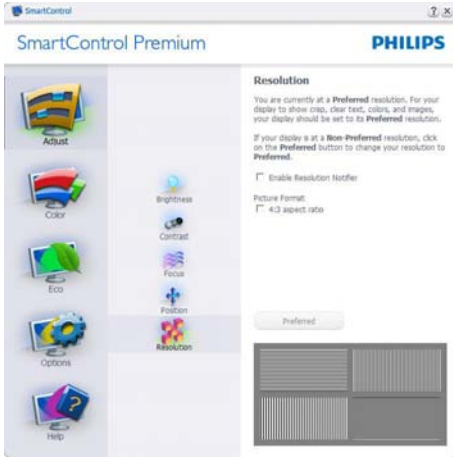 SmartControl
SmartControl Premium
PHILIPS
Adjust
Color
Eco
Options
Help
Brightness
Contrast
Focus
Position
Resolution
Resolution
You are currently at a Preferred resolution. For your
display to show crisp, clear text, colors, and images,
your display should be set to its Preferred resolution.
If your display is at a Non-Preferred resolution, click
on the Preferred button to change your resolution to
Preferred.
Enable Resolution Notifier
Picture Format
4:3 aspect ratio
Preferred